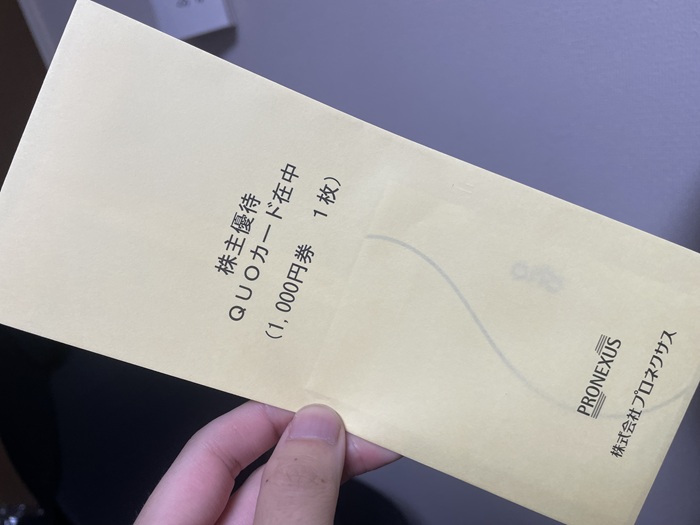 株主優待
QUOカード在中
(1,000円券 1枚)
PRONEXUS
株式会社プロネクサス